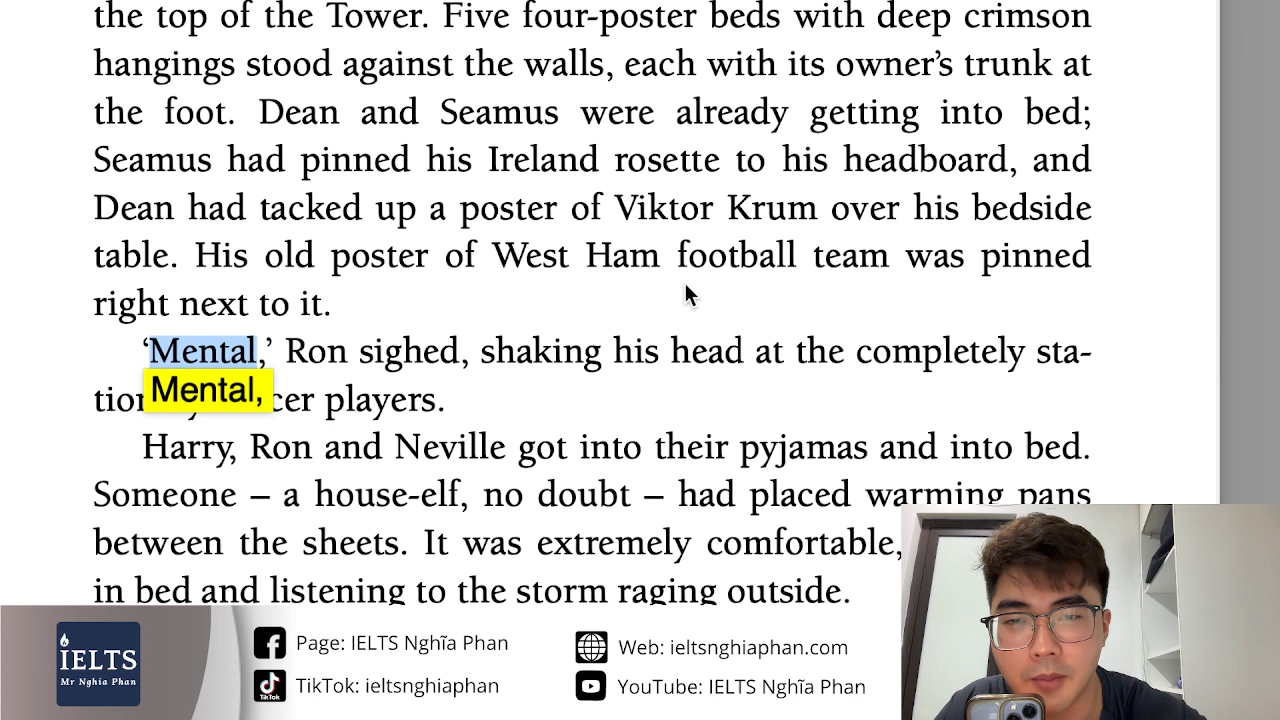 the top of the Tower. Five four-poster beds with deep crimson
hangings stood against the walls, each with its owner’s trunk at
the foot. Dean and Seamus were already getting into bed;
Seamus had pinned his Ireland rosette to his headboard, and
Dean had tacked up a poster of Viktor Krum over his bedside
table. His old poster of West Ham football team was pinned
right next to it.
‘Mental,’ Ron sighed, shaking his head at the completely sta-
Mental,
players.
Harry, Ron and Neville got into their pyjamas and into bed.
Someone – a house-elf, no doubt – had placed warming pans
between the sheets. It was extremely comfortable,
in bed and listening to the storm raging outside.
IELTS
Mr Nghia Phan
Page: IELTS Nghĩa Phan
TikTok
TikTok: ieltsnghiaphan
Web: ieltsnghiaphan.com
YouTube: IELTS Nghĩa Phan